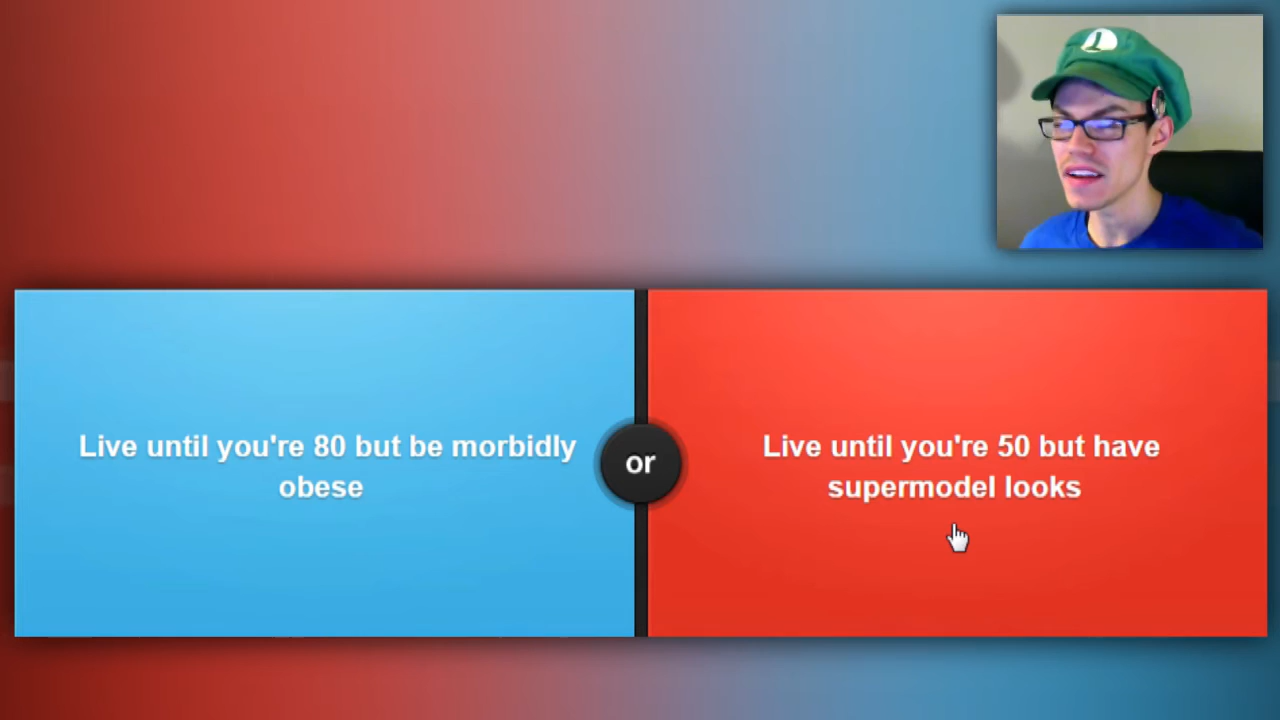 Live until you're 80 but be morbidly
obese
or
Live until you're 50 but have
supermodel looks